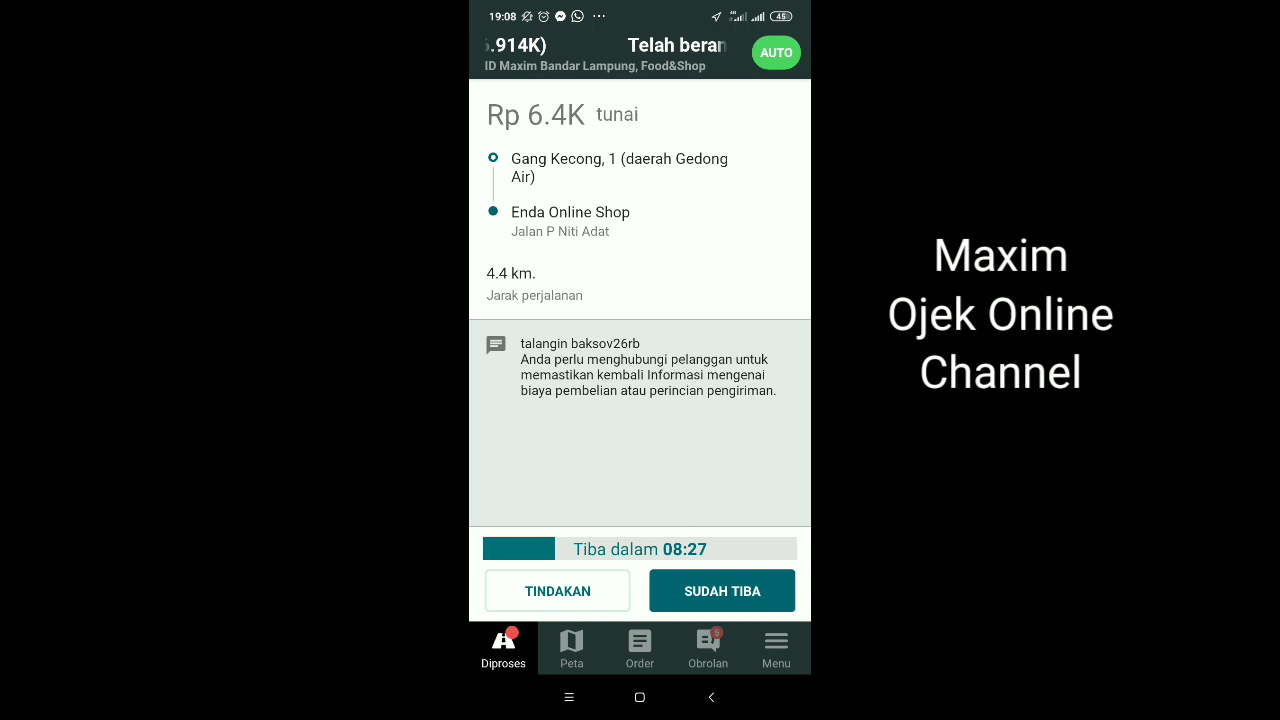 19:08
4G
45
.914K) Telah beran
ID Maxim Bandar Lampung, Food&Shop
AUTO
Rp 6.4K tunai
Gang Kecong, 1 (daerah Gedong
Air)
Enda Online Shop
Jalan P Niti Adat
4.4 km.
Jarak perjalanan
talangin baksov26rb
Anda perlu menghubungi pelanggan untuk
memastikan kembali Informasi mengenai
biaya pembelian atau perincian pengiriman.
Tiba dalam 08:27
TINDAKAN
SUDAH TIBA
Diproses
Peta
Order
5
Obrolan
Menu
Maxim
Ojek Online
Channel